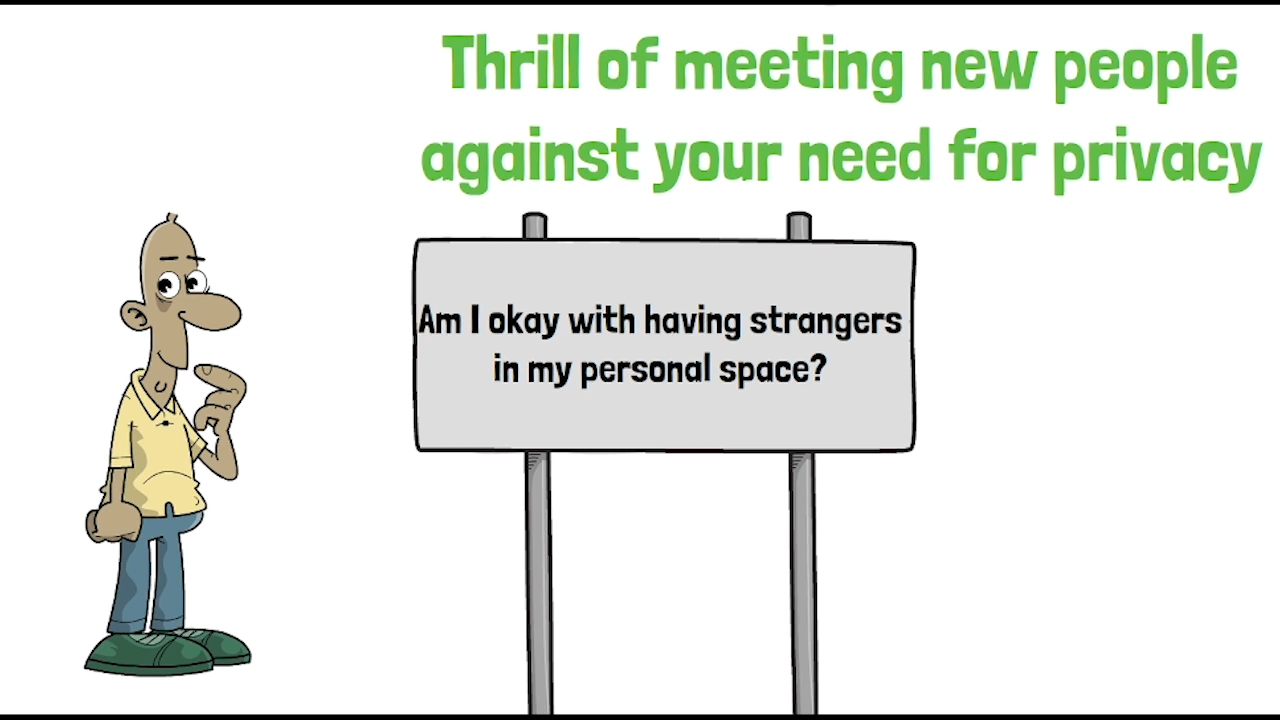 Thrill of meeting new people
against your need for privacy
Am I okay with having strangers
in my personal space?